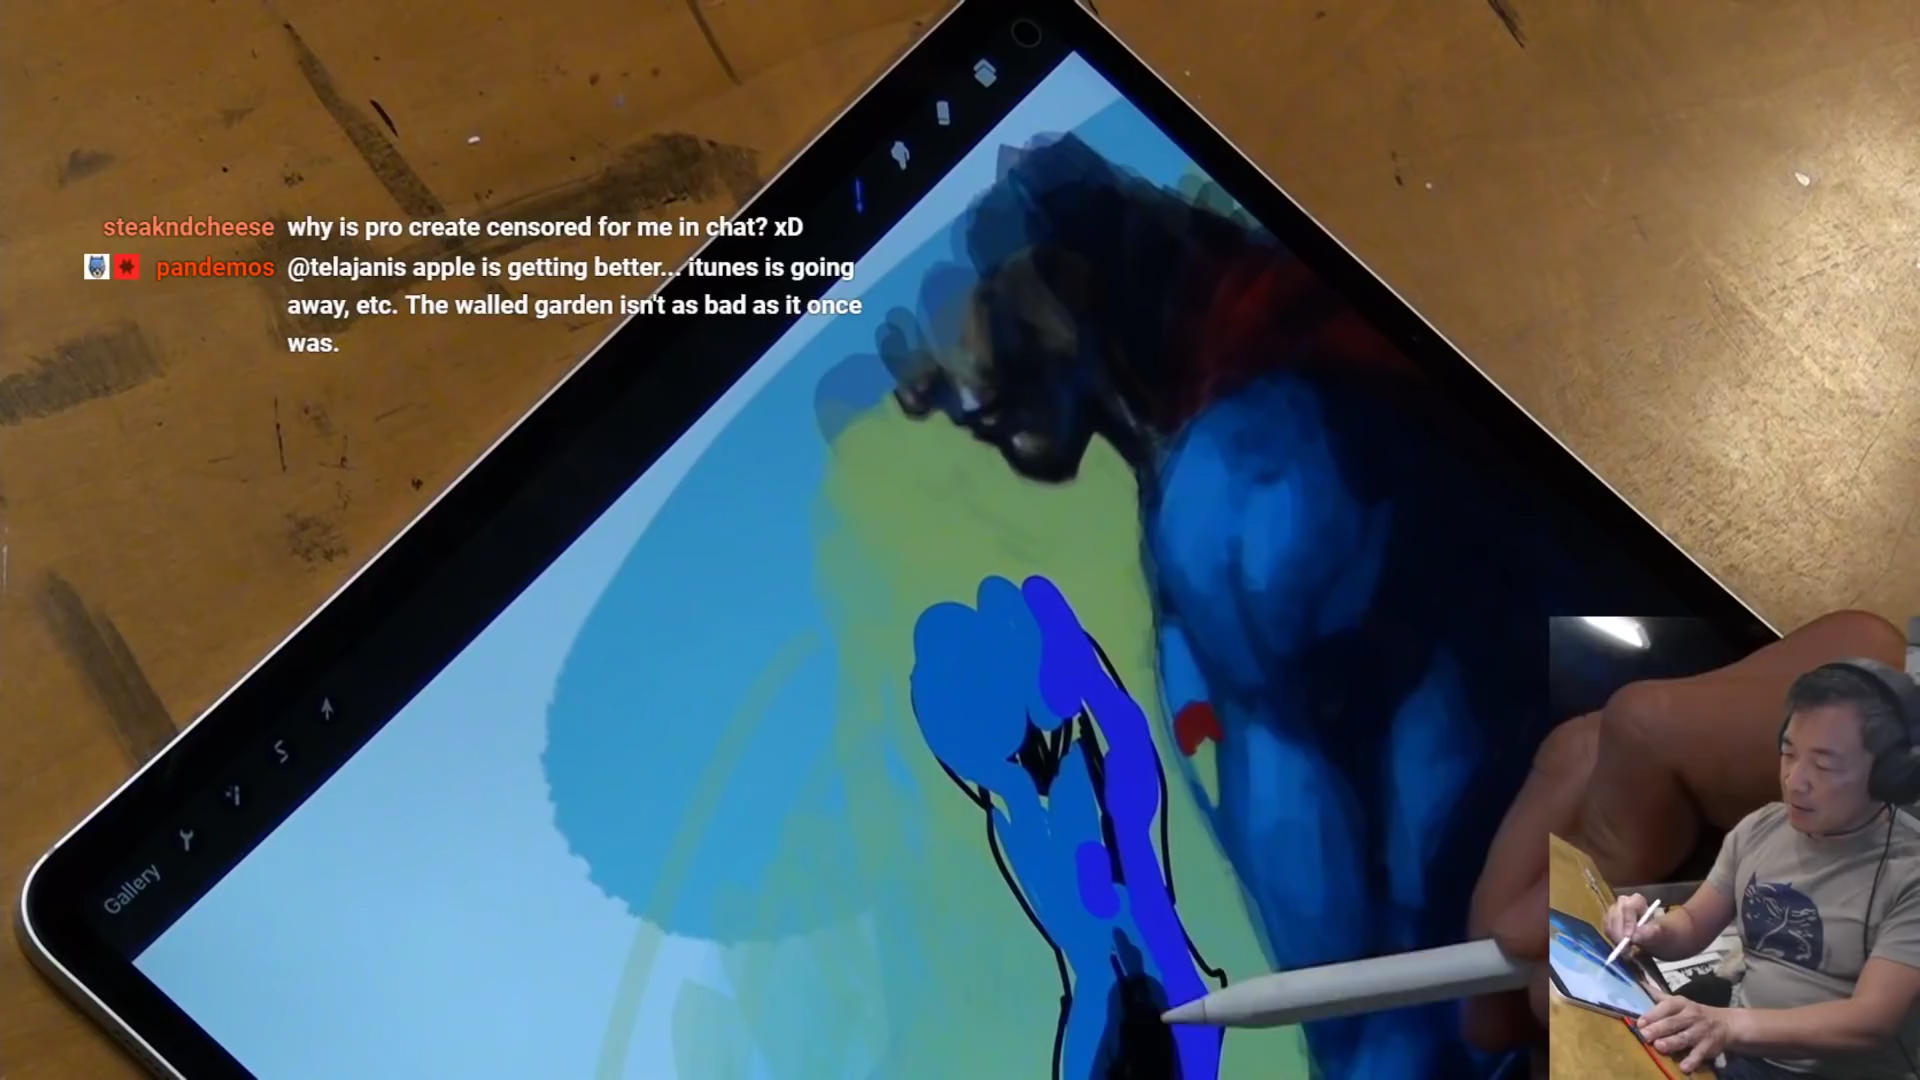 steakndcheese why is pro create censored for me in chat? xD
pandemos @telajanis apple is getting better... itunes is going
away, etc. The walled garden isn't as bad as it once
was.
Gallery